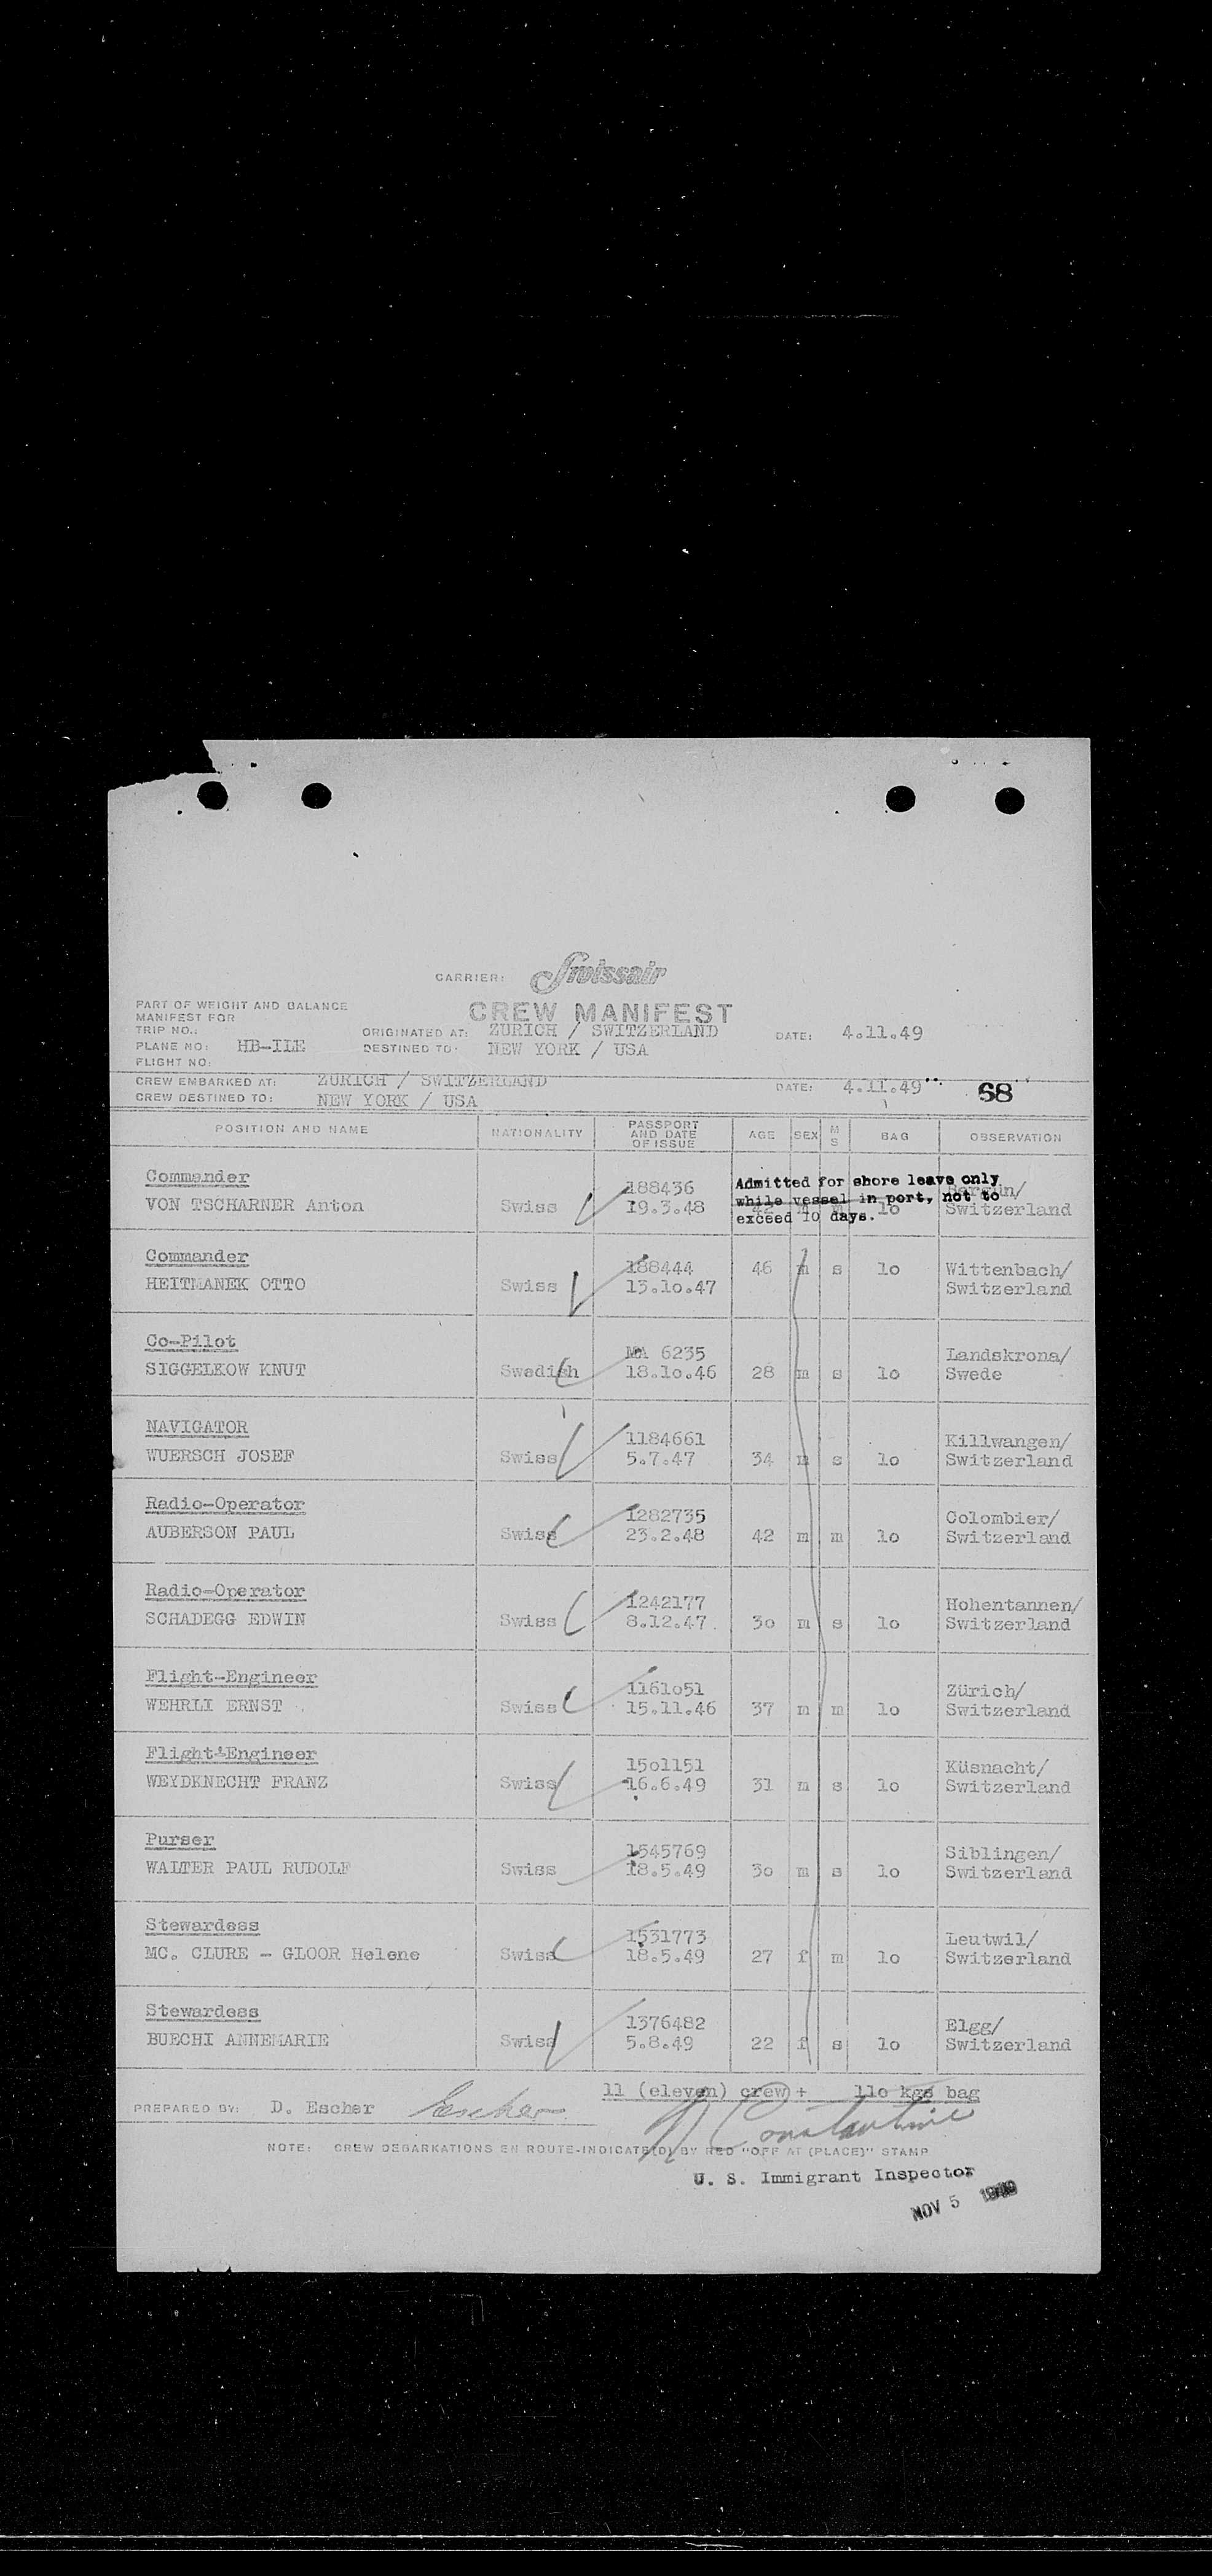 CARRIER: Swissair
PART OF WEIGHT AND BALANCE
MANIFEST FOR
CREW MANIFEST
TRIP NO.: ORIGINATED AT: ZURICH / SWITZERLAND DATE: 4.11.49
PLANE NO: HB-ILE DESTINED TO: NEW YORK / USA
FLIGHT NO:
CREW EMBARKED AT: ZURICH / SWITZERLAND DATE: 4.11.49 68
CREW DESTINED TO: NEW YORK / USA
POSITION AND NAME NATIONALITY PASSPORT AND DATE OF ISSUE AGE SEX M S BAG OBSERVATION
Commander 188436 Admitted for shore leave only
while vessel in port, not to
VON TSCHARNER Anton Swiss 19.3.48 42 m m lo Switzerland
exceed 10 days.
Commander 188444 46 m s lo Wittenbach/
HEITMANEK OTTO Swiss 13.lo.47 Switzerland
Co-Pilot MA 6235 Landskrona/
SIGGELKOW KNUT Swedish 18.lo.46 28 m s lo Swede
NAVIGATOR 1184661 Killwangen/
WUERSCH JOSEF Swiss 5.7.47 34 m s lo Switzerland
Radio-Operator 1282735 Colombier/
AUBERSON PAUL Swiss 23.2.48 42 m m lo Switzerland
Radio-Operator 1242177 Hohentannen/
SCHADEGG EDWIN Swiss 8.12.47 3o m s lo Switzerland
Flight-Engineer 1161o51 Zürich/
WEHRLI ERNST Swiss 15.11.46 37 m m lo Switzerland
Flight-Engineer 15o1151 Küsnacht/
WEYDKNECHT FRANZ Swiss 16.6.49 31 m s lo Switzerland
Purser 1545769 Siblingen/
WALTER PAUL RUDOLF Swiss 18.5.49 3o m s lo Switzerland
Stewardess 1531773 Leutwil/
MC. CLURE - GLOOR Helene Swiss 18.5.49 27 f m lo Switzerland
Stewardess 1376482 Elgg/
BUECHI ANNEMARIE Swiss 5.8.49 22 f s lo Switzerland
11 (eleven) crew + 11o kgs bag
PREPARED BY: D. Escher Escher N Constantine
NOTE: CREW DEBARKATIONS EN ROUTE-INDICATE(D) BY RED "OFF AT (PLACE)" STAMP
U. S. Immigrant Inspector
NOV 5